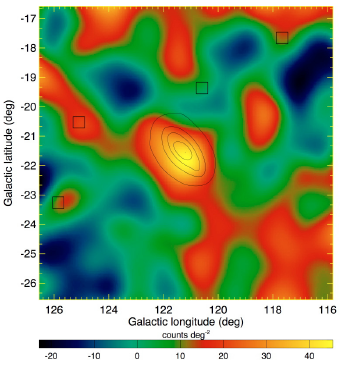 -17
-18
-19
-20
-21
-22
-23
-24
-25
-26
Galactic latitude (deg)
126 124 122 120 118 116
Galactic longitude (deg)
counts deg⁻²
-20 -10 0 10 20 30 40